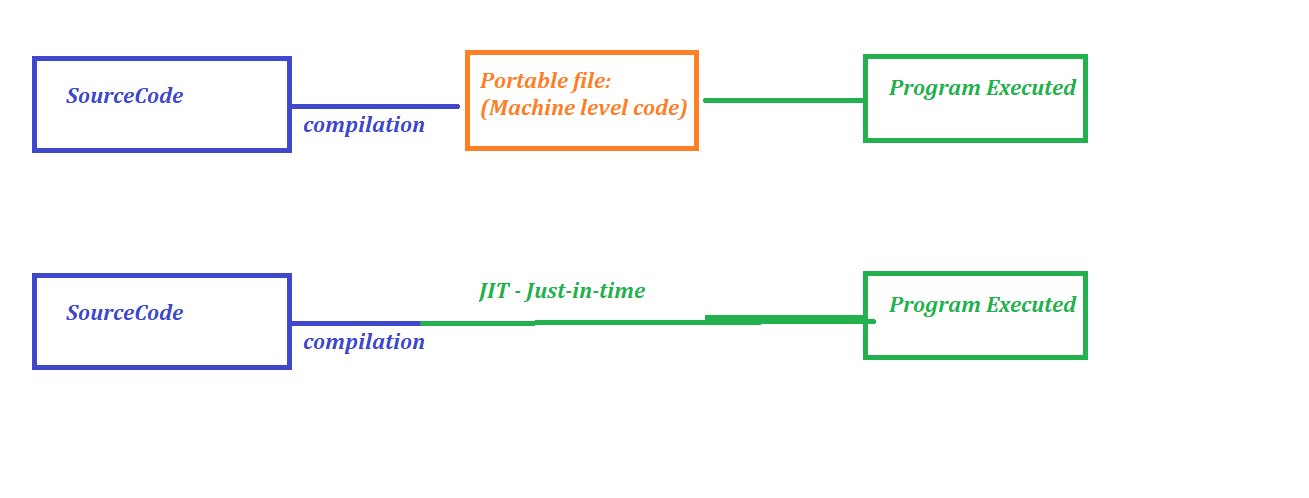 SourceCode
compilation
Portable file:
(Machine level code)
Program Executed
SourceCode
compilation
JIT - Just-in-time
Program Executed